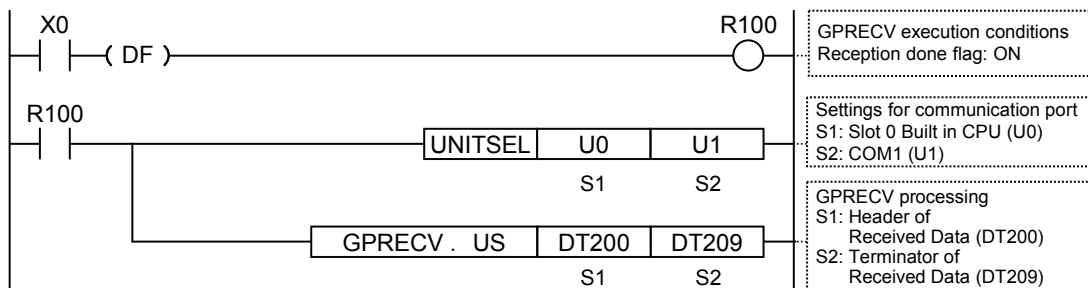 X0
( DF )
R100
GPRECV execution conditions
Reception done flag: ON
R100
UNITSEL U0 U1
S1 S2
Settings for communication port
S1: Slot 0 Built in CPU (U0)
S2: COM1 (U1)
GPRECV . US DT200 DT209
S1 S2
GPRECV processing
S1: Header of
Received Data (DT200)
S2: Terminator of
Received Data (DT209)